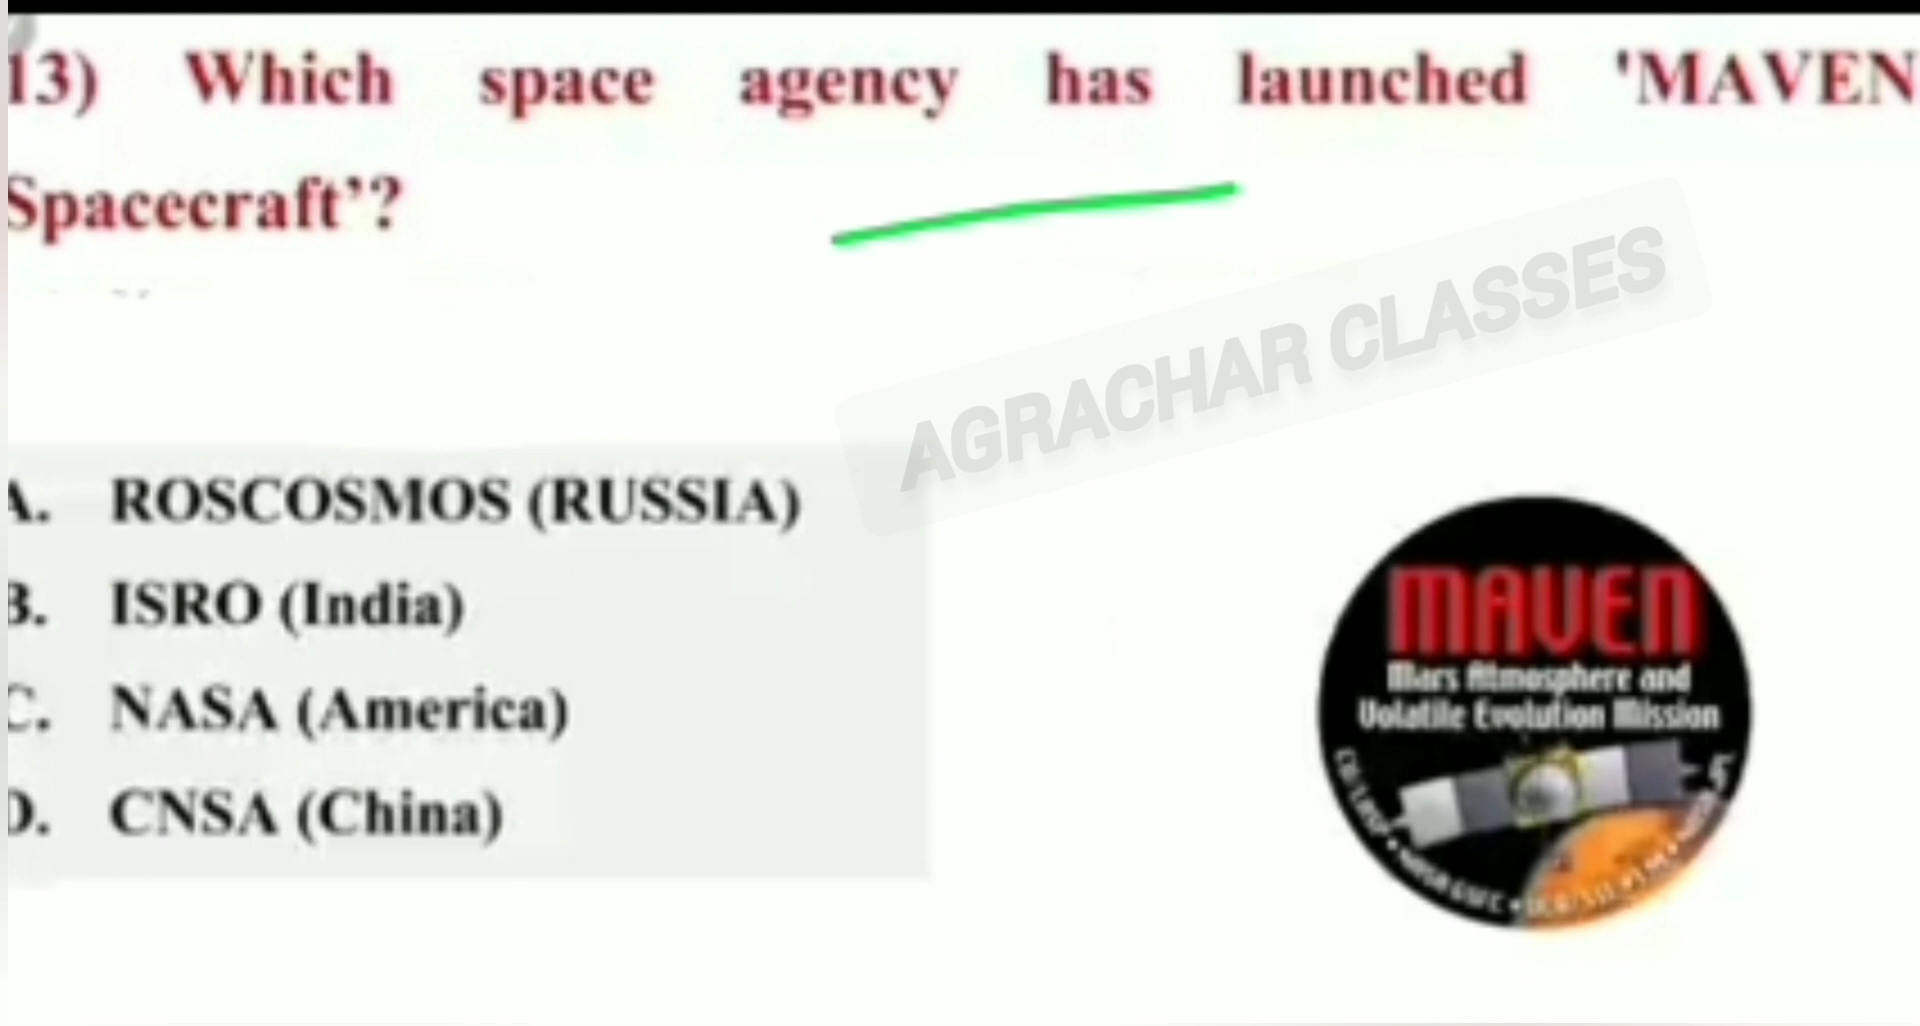 13) Which space agency has launched 'MAVEN
Spacecraft’?
AGRACHAR CLASSES
A. ROSCOSMOS (RUSSIA)
B. ISRO (India)
C. NASA (America)
D. CNSA (China)
MAVEN
Mars Atmosphere and
Volatile Evolution Mission